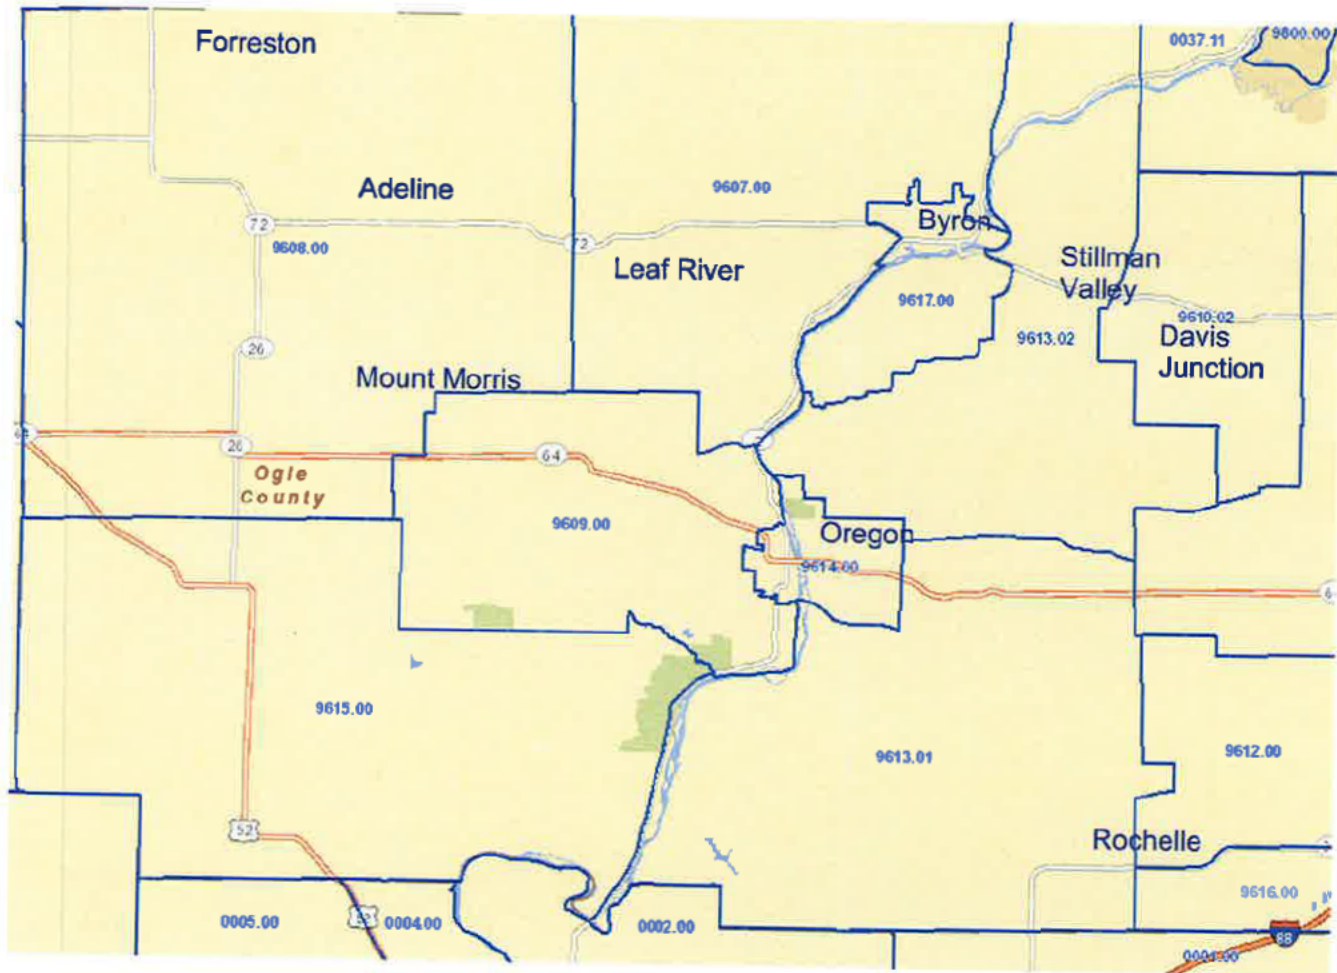 Forreston
0037.11
9800.00
Adeline
9607.00
Byron
72
9608.00
72
Leaf River
Stillman
Valley
9617.00
9610.02
9613.02
Davis
Junction
26
Mount Morris
26
64
Ogle
County
9609.00
Oregon
9614.00
9615.00
9613.01
9612.00
52
Rochelle
9616.00
0005.00
0004.00
0002.00
88